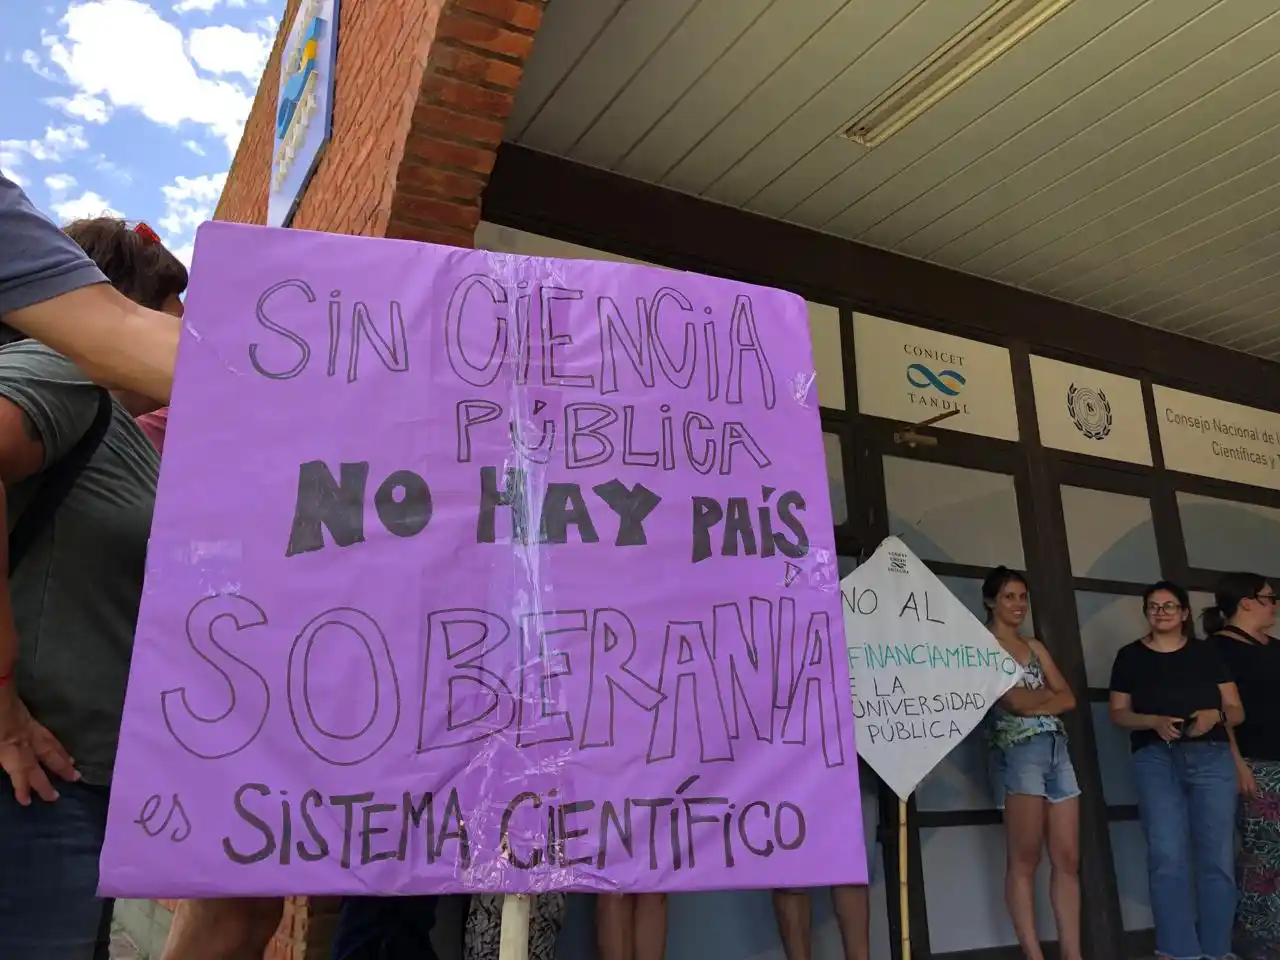 SiN CiENCiA
PÚBLiCA
NO HAY PAÍS
SOBERANÍA
es SiSTEMA CiENTÍFiCO
CONICET
TANDIL
Consejo Nacional de
Científicas y
NO AL
FINANCIAMIENTO
E LA
UNIVERSIDAD
PÚBLICA